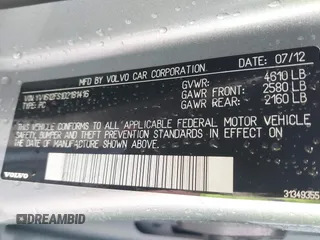 MFD BY VOLVO CAR CORPORATION 07/12
GVWR: 4610 LB
GAWR FRONT: 2580 LB
GAWR REAR: 2160 LB
TYPE: PC
THIS VEHICLE CONFORMS TO ALL APPLICABLE FEDERAL MOTOR VEHICLE
SAFETY, BUMPER AND THEFT PREVENTION STANDARDS IN EFFECT ON
THE DATE OF MANUFACTURE SHOWN ABOVE
VOLVO
31349355
DREAMBID